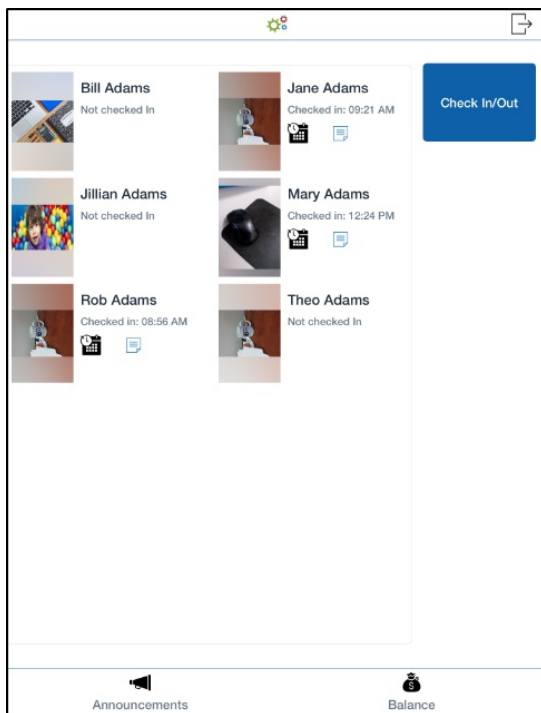 Bill Adams
Not checked In
Jane Adams
Checked in: 09:21 AM
Check In/Out
Jillian Adams
Not checked In
Mary Adams
Checked in: 12:24 PM
Rob Adams
Checked in: 08:56 AM
Theo Adams
Not checked In
Announcements
Balance